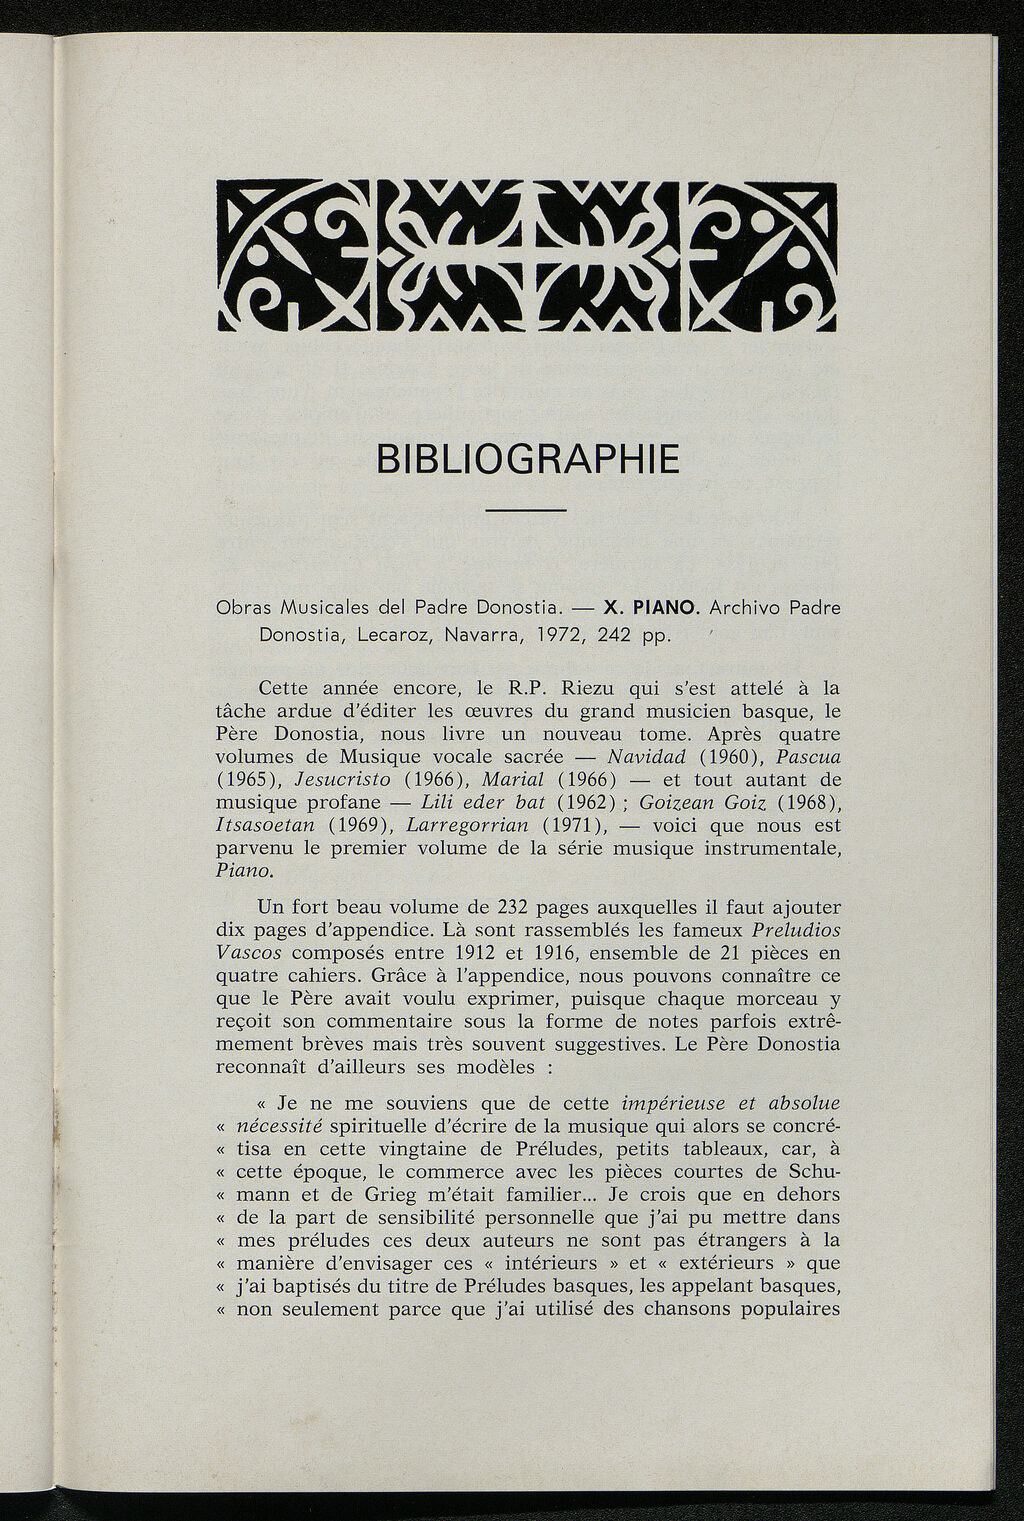 BIBLIOGRAPHIE
Obras Musicales del Padre Donostia. — X. PIANO. Archivo Padre
Donostia, Lecaroz, Navarra, 1972, 242 pp.
Cette année encore, le R.P. Riezu qui s'est attelé à la
tâche ardue d'éditer les œuvres du grand musicien basque, le
Père Donostia, nous livre un nouveau tome. Après quatre
volumes de Musique vocale sacrée — Navidad (1960), Pascua
(1965), Jesucristo (1966), Marial (1966) — et tout autant de
musique profane — Lili eder bat (1962) ; Goizean Goiz (1968),
Itsasoetan (1969), Larregorrian (1971), — voici que nous est
parvenu le premier volume de la série musique instrumentale,
Piano.
Un fort beau volume de 232 pages auxquelles il faut ajouter
dix pages d'appendice. Là sont rassemblés les fameux Preludios
Vascos composés entre 1912 et 1916, ensemble de 21 pièces en
quatre cahiers. Grâce à l'appendice, nous pouvons connaître ce
que le Père avait voulu exprimer, puisque chaque morceau y
reçoit son commentaire sous la forme de notes parfois extrê-
mement brèves mais très souvent suggestives. Le Père Donostia
reconnaît d'ailleurs ses modèles :
« Je ne me souviens que de cette impérieuse et absolue
« nécessité spirituelle d'écrire de la musique qui alors se concré-
« tisa en cette vingtaine de Préludes, petits tableaux, car, à
« cette époque, le commerce avec les pièces courtes de Schu-
« mann et de Grieg m'était familier... Je crois que en dehors
« de la part de sensibilité personnelle que j'ai pu mettre dans
« mes préludes ces deux auteurs ne sont pas étrangers à la
« manière d'envisager ces « intérieurs » et « extérieurs » que
« j'ai baptisés du titre de Préludes basques, les appelant basques,
« non seulement parce que j'ai utilisé des chansons populaires